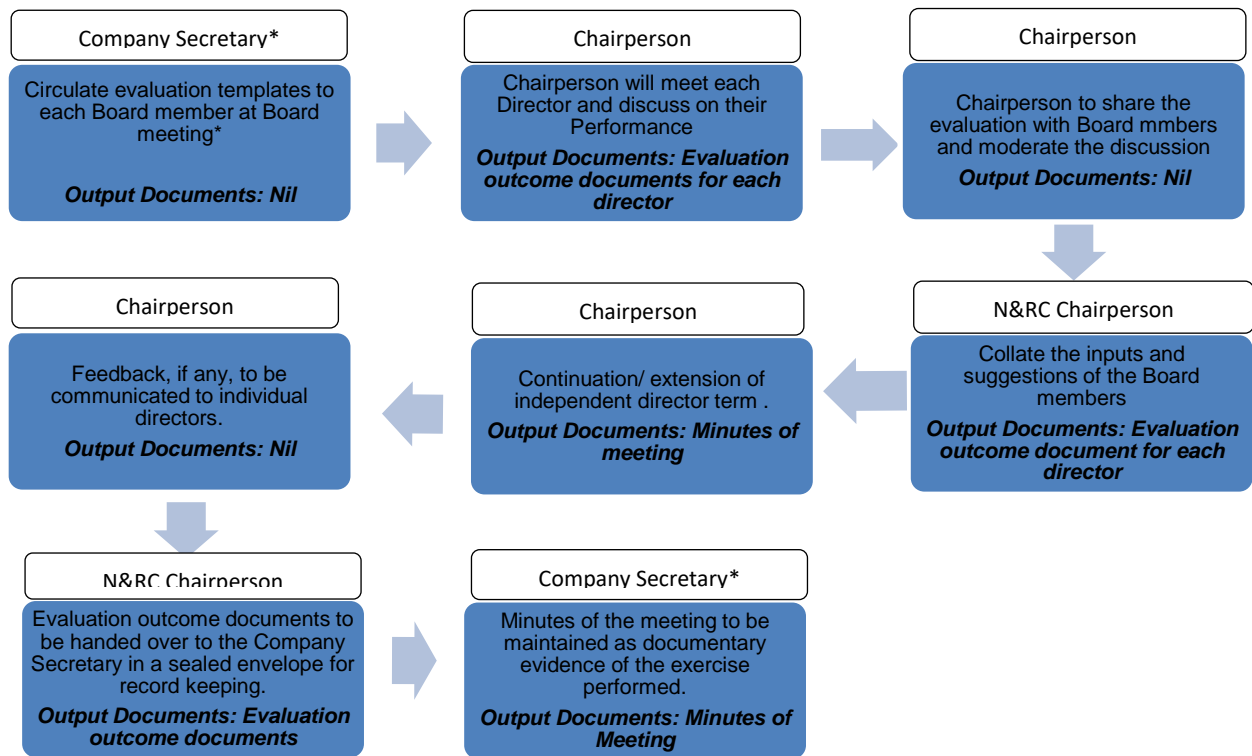 Company Secretary*
Circulate evaluation templates to
each Board member at Board
meeting*
Output Documents: Nil
Chairperson
Chairperson will meet each
Director and discuss on their
Performance
Output Documents: Evaluation
outcome documents for each
director
Chairperson
Chairperson to share the
evaluation with Board mmbers
and moderate the discussion
Output Documents: Nil
N&RC Chairperson
Collate the inputs and
suggestions of the Board
members
Output Documents: Evaluation
outcome document for each
director
Chairperson
Continuation/ extension of
independent director term .
Output Documents: Minutes of
meeting
Chairperson
Feedback, if any, to be
communicated to individual
directors.
Output Documents: Nil
N&RC Chairperson
Evaluation outcome documents to
be handed over to the Company
Secretary in a sealed envelope for
record keeping.
Output Documents: Evaluation
outcome documents
Company Secretary*
Minutes of the meeting to be
maintained as documentary
evidence of the exercise
performed.
Output Documents: Minutes of
Meeting